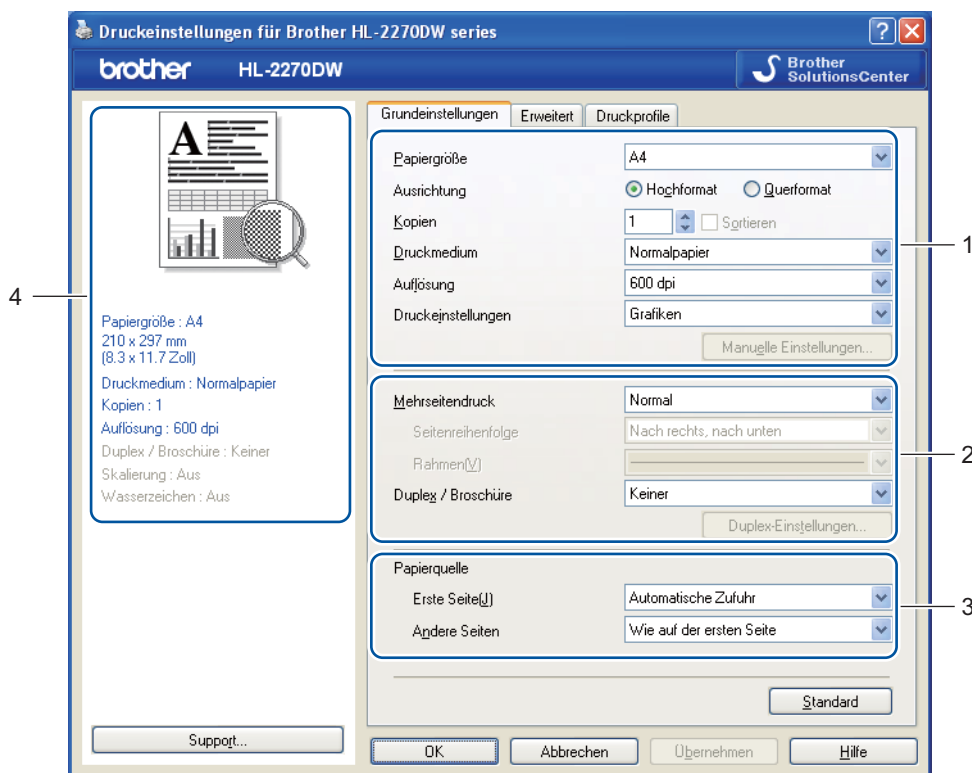 Druckeinstellungen für Brother HL-2270DW series
brother HL-2270DW
Brother
SolutionsCenter
A
4
Papiergröße : A4
210 x 297 mm
(8.3 x 11.7 Zoll)
Druckmedium : Normalpapier
Kopien : 1
Auflösung : 600 dpi
Duplex / Broschüre : Keiner
Skalierung : Aus
Wasserzeichen : Aus
Support...
Grundeinstellungen Erweitert Druckprofile
Papiergröße A4
Ausrichtung Hochformat Querformat
Kopien 1 Sortieren
Druckmedium Normalpapier
Auflösung 600 dpi
Druckeinstellungen Grafiken
Manuelle Einstellungen...
1
Mehrseitendruck Normal
Seitenreihenfolge Nach rechts, nach unten
Rahmen(V)
Duplex / Broschüre Keiner
Duplex-Einstellungen...
2
Papierquelle
Erste Seite(J) Automatische Zufuhr
Andere Seiten Wie auf der ersten Seite
3
Standard
OK Abbrechen Übernehmen Hilfe